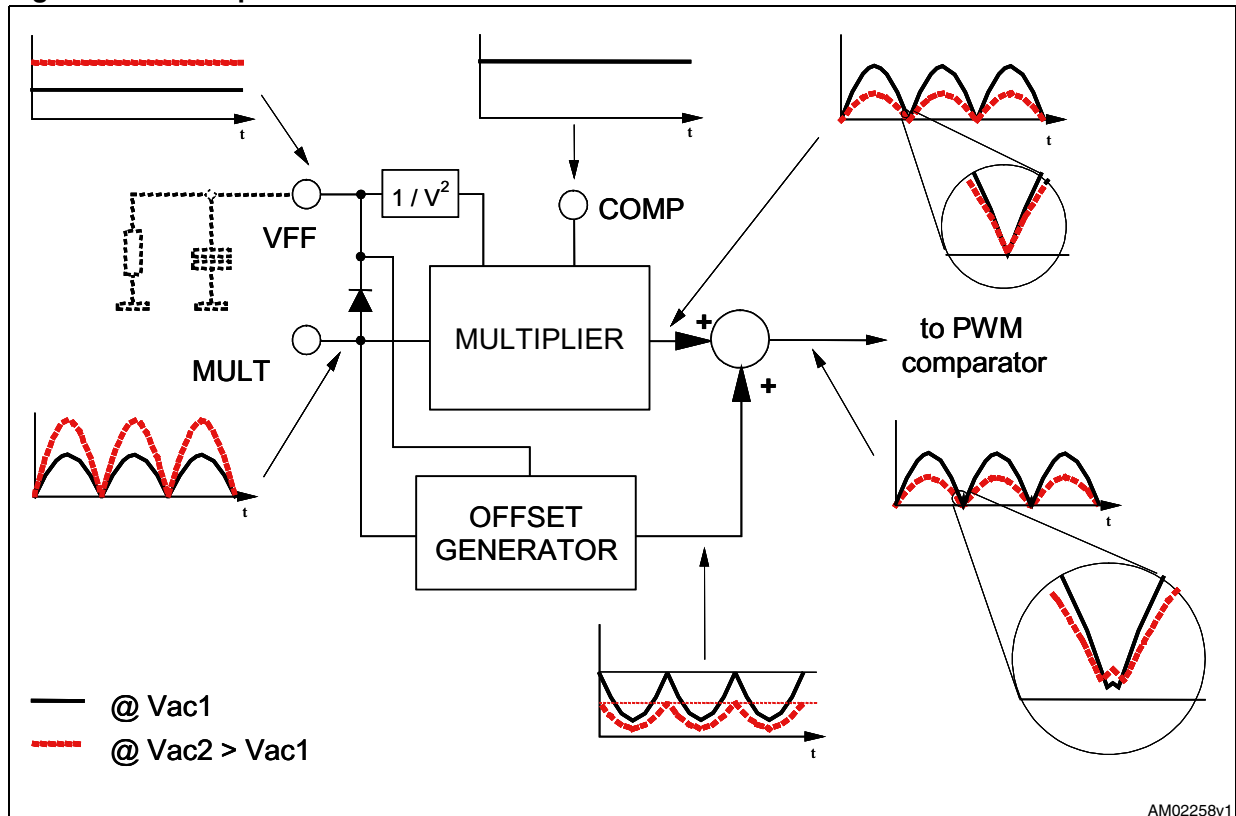 t
t
t
VFF
1 / V²
COMP
MULTIPLIER
+
+
to PWM
comparator
MULT
t
t
OFFSET
GENERATOR
t
@ Vac1
@ Vac2 > Vac1
AM02258v1